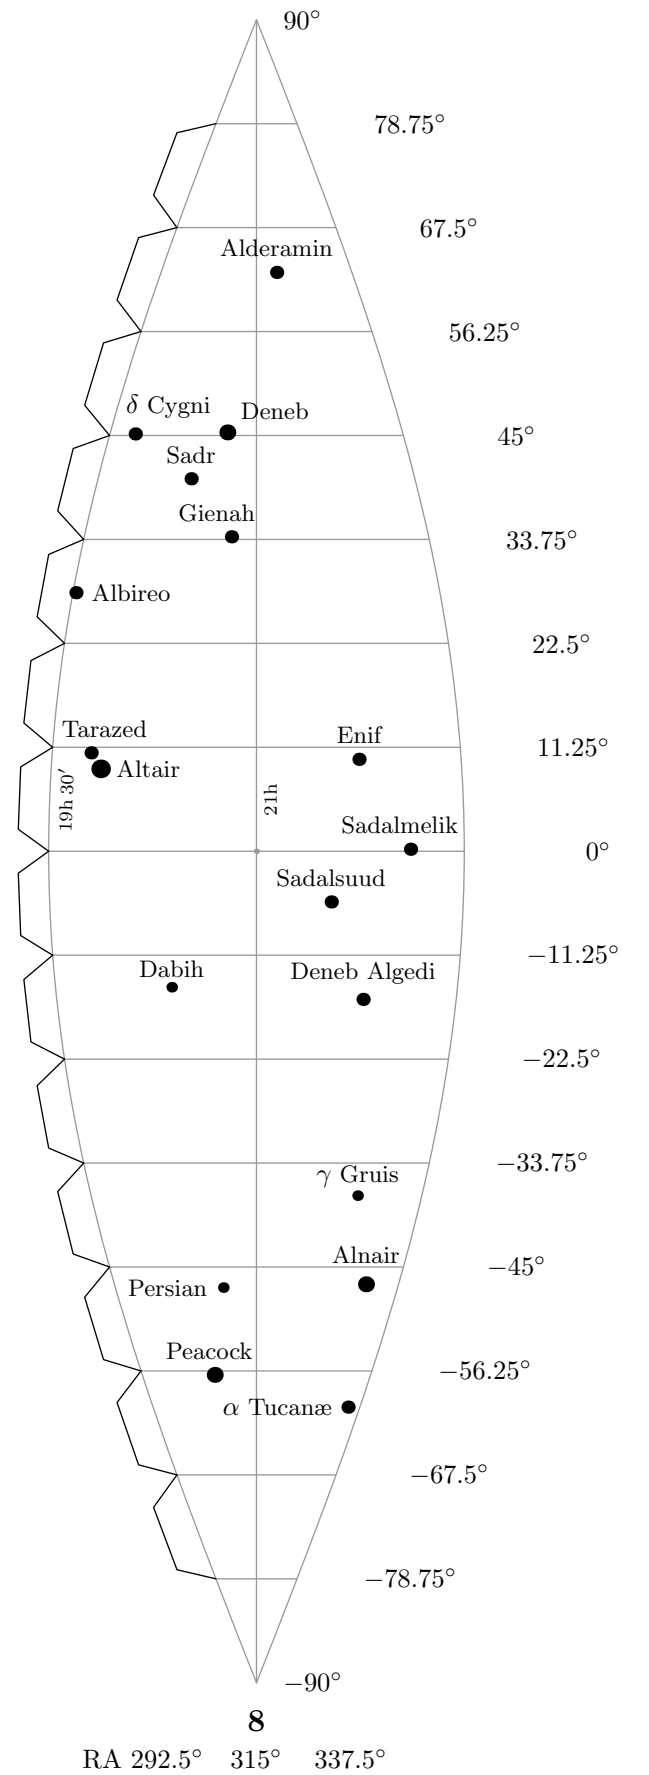 90°
78.75°
67.5°
Alderamin
56.25°
δ Cygni
Deneb
45°
Sadr
Gienah
33.75°
Albireo
22.5°
Tarazed
Enif
11.25°
Altair
19h 30′
21h
Sadalmelik
0°
Sadalsuud
−11.25°
Dabih
Deneb Algedi
−22.5°
−33.75°
γ Gruis
Alnair
−45°
Persian
Peacock
−56.25°
α Tucanæ
−67.5°
−78.75°
−90°
8
RA 292.5° 315° 337.5°